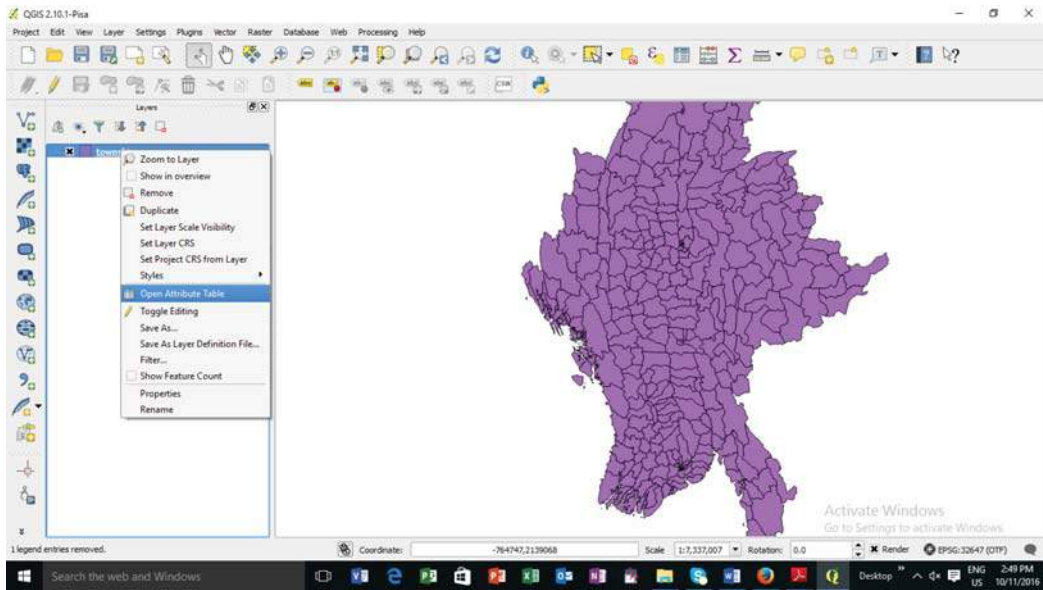 QGIS 2.10.1-Pisa
Project Edit View Layer Settings Plugins Vector Raster Database Web Processing Help
Layers
Zoom to Layer
Show in overview
Remove
Duplicate
Set Layer Scale Visibility
Set Layer CRS
Set Project CRS from Layer
Styles
Open Attribute Table
Toggle Editing
Save As...
Save As Layer Definition File...
Filter...
Show Feature Count
Properties
Rename
Activate Windows
Go to Settings to activate Windows.
1 legend entries removed.
Coordinate: -764747,2139068 Scale 1:7,337,007 Rotation: 0.0 Render EPSG:32647 (OTF)
Search the web and Windows
Desktop
ENG 2:49 PM
US 10/11/2016